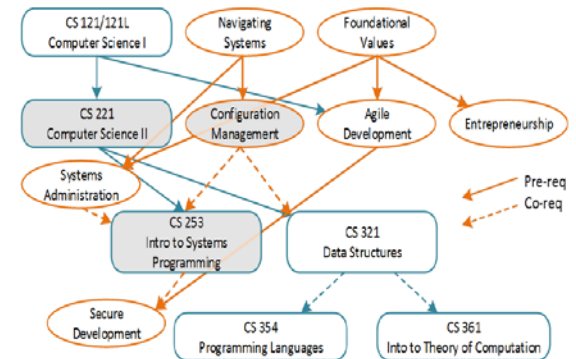 CS 121/121L
Computer Science I
Navigating
Systems
Foundational
Values
CS 221
Computer Science II
Configuration
Management
Agile
Development
Entrepreneurship
Systems
Administration
Pre-req
Co-req
CS 253
Intro to Systems
Programming
CS 321
Data Structures
Secure
Development
CS 354
Programming Languages
CS 361
Into to Theory of Computation